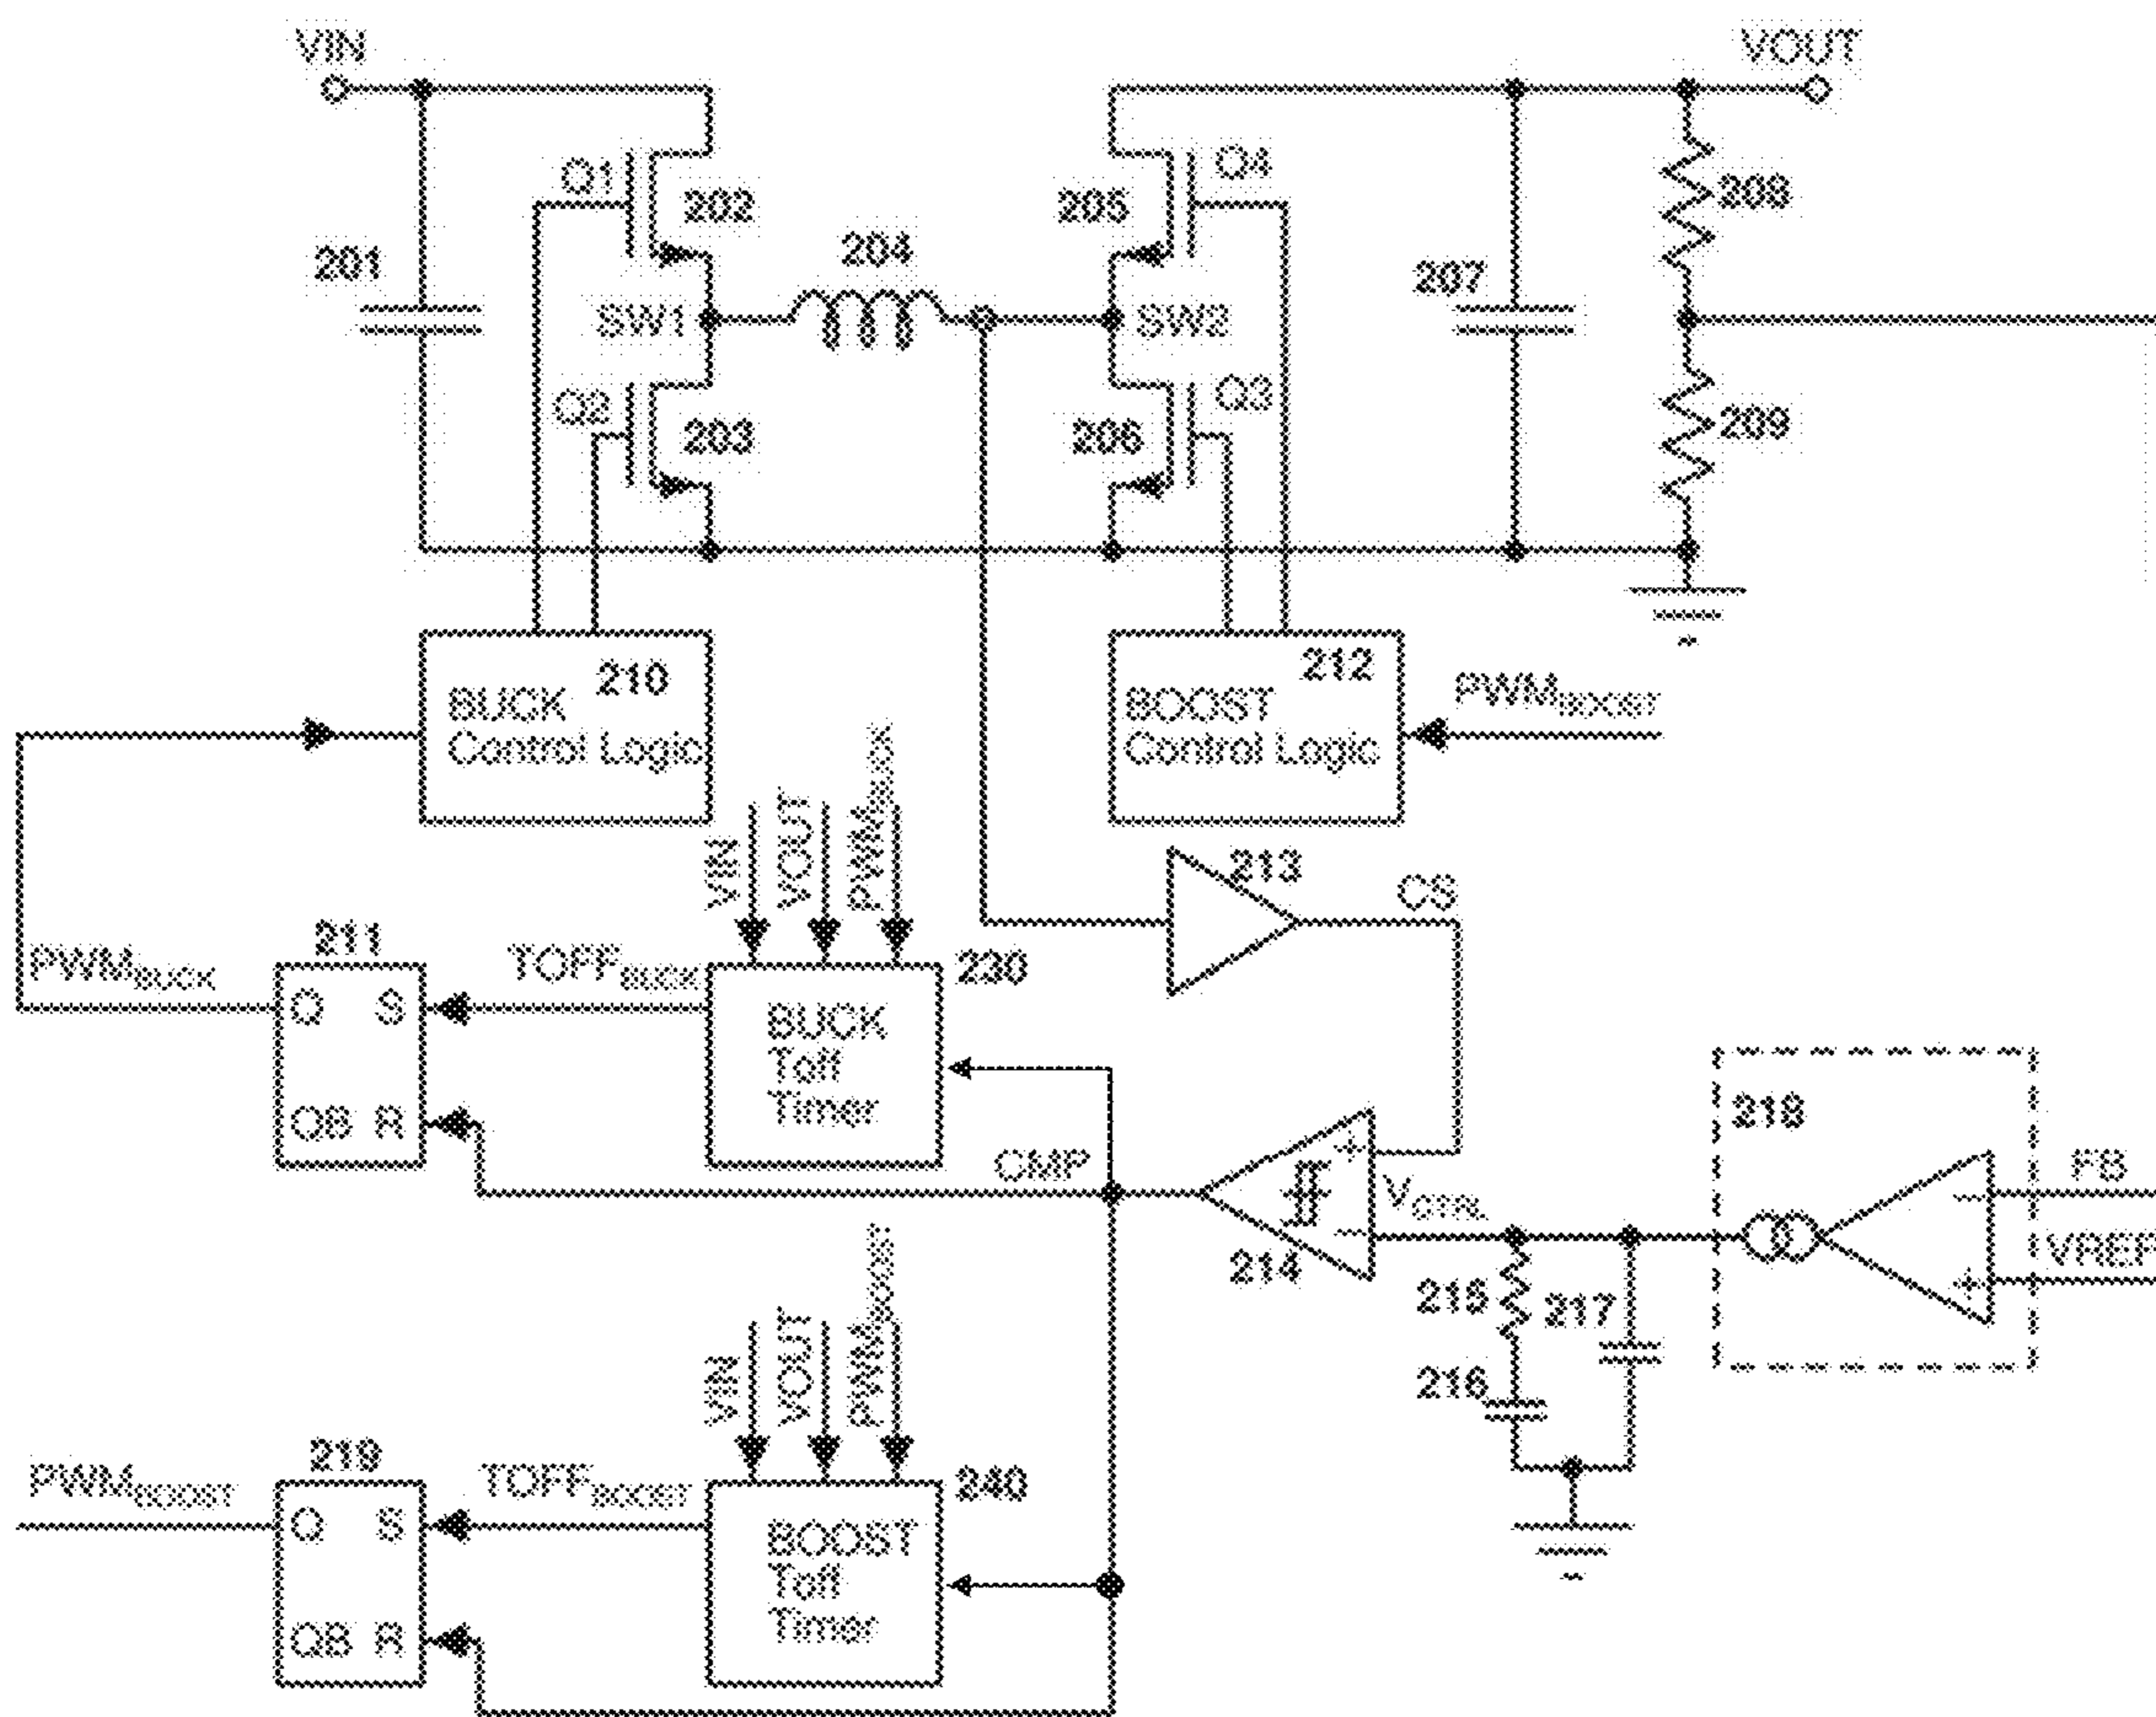 VIN
VOUT
Q1
202
Q4
205
208
201
204
207
SW1
SW2
Q2
203
Q3
206
209
210
BUCK
Control Logic
212
BOOST
Control Logic
PWMBOOST
VIN
VOUT
PWMBUCK
213
CS
211
PWMBUCK
Q
S
QB
R
TOFFBUCK
230
BUCK
Toff
Timer
CMP
+
−
214
VCTRL
215
217
216
218
−
+
FB
VREF
VIN
VOUT
PWMBOOST
219
PWMBOOST
Q
S
QB
R
TOFFBOOST
240
BOOST
Toff
Timer